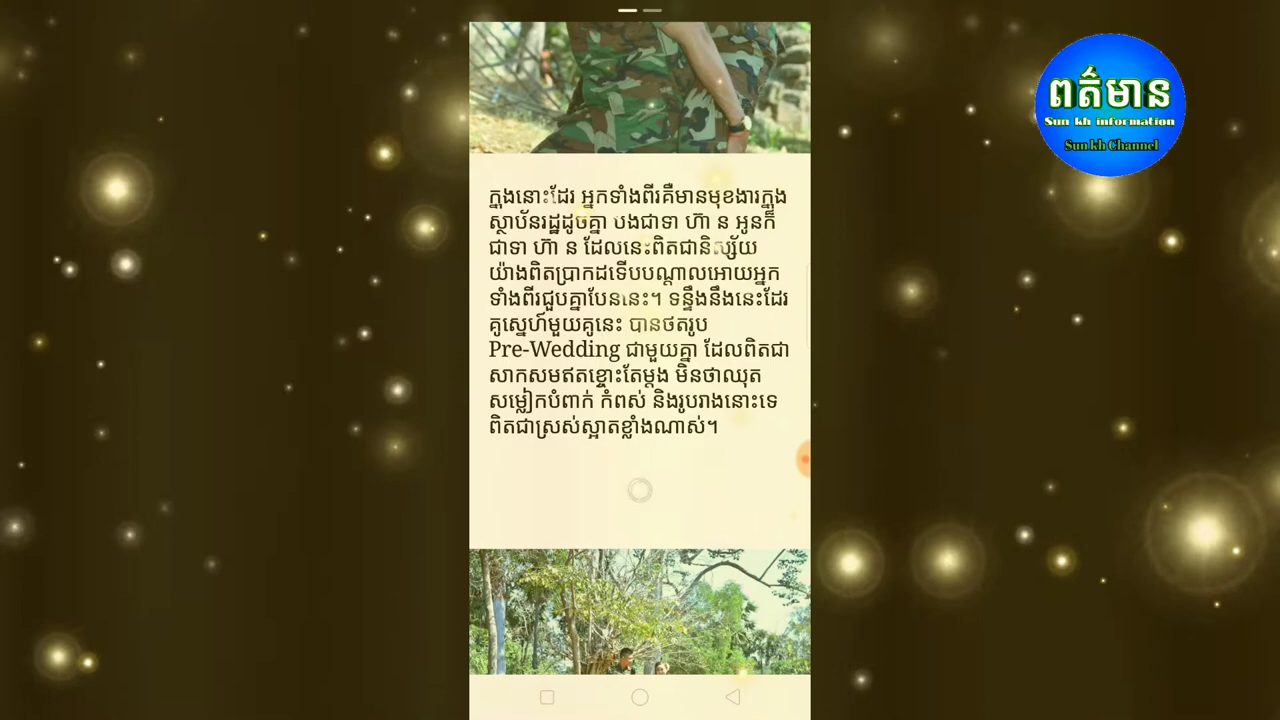 ពត៌មាន
Sun kh information
Sun kh Channel
ក្នុងនោះដែរ អ្នកទាំងពីរគឺមានមុខងារក្នុង
ស្ថាប័នរដ្ឋដូចគ្នា បងជាទា ហ៊ា ន អូនក៏
ជាទា ហ៊ា ន ដែលនេះពិតជានិស្ស័យ
យ៉ាងពិតប្រាកដទើបបណ្ដាលអោយអ្នក
ទាំងពីរជួបគ្នាបែបនេះ។ ទន្ទឹងនឹងនេះដែរ
គូស្នេហ៍មួយគូនេះ បានថតរូប
Pre-Wedding ជាមួយគ្នា ដែលពិតជា
សាកសមឥតខ្ចោះតែម្ដង មិនថាឈុត
សម្លៀកបំពាក់ កំពស់ និងរូបរាងនោះទេ
ពិតជាស្រស់ស្អាតខ្លាំងណាស់។